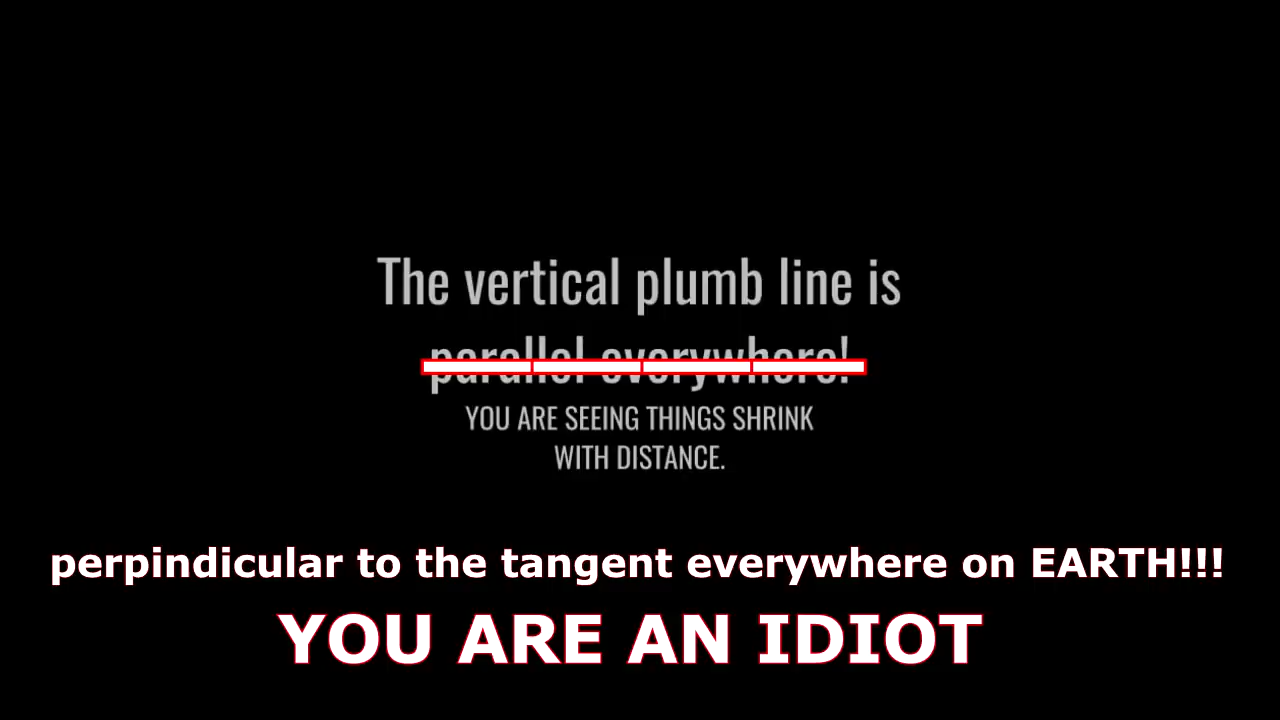 The vertical plumb line is
parallel everywhere!
YOU ARE SEEING THINGS SHRINK
WITH DISTANCE.
perpindicular to the tangent everywhere on EARTH!!!
YOU ARE AN IDIOT